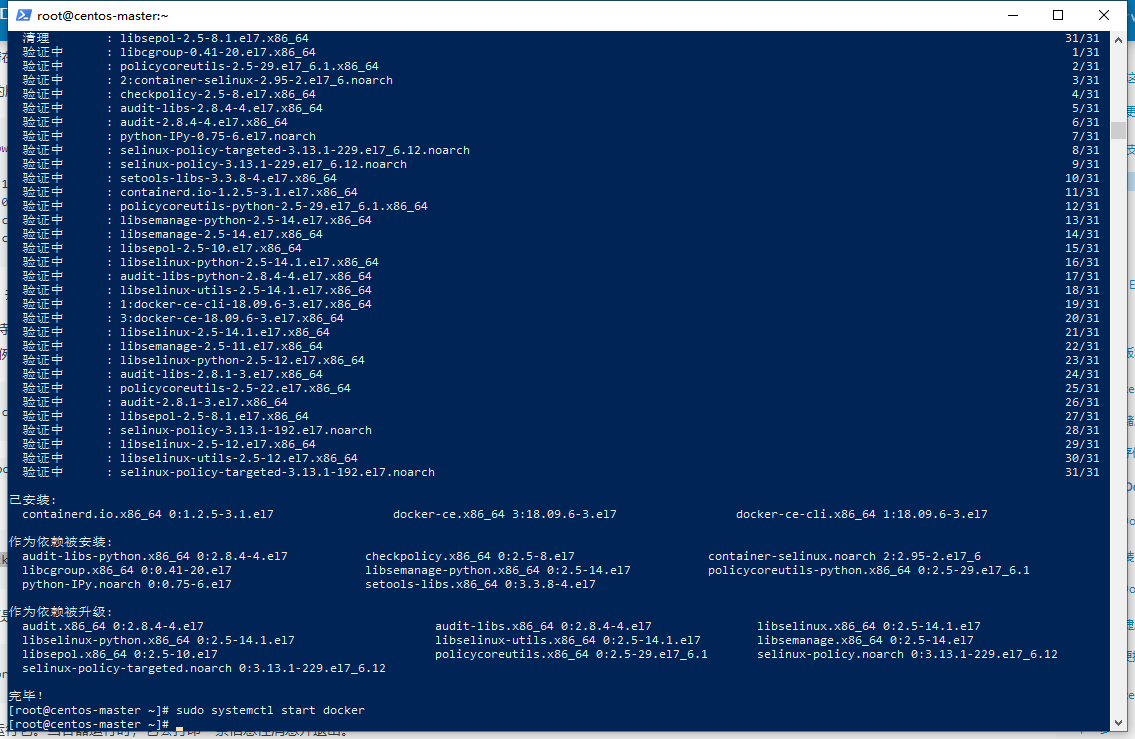 root@centos-master:~
清理 : libsepol-2.5-8.1.el7.x86_64 31/31
验证中 : libcgroup-0.41-20.el7.x86_64 1/31
验证中 : policycoreutils-2.5-29.el7_6.1.x86_64 2/31
验证中 : 2:container-selinux-2.95-2.el7_6.noarch 3/31
验证中 : checkpolicy-2.5-8.el7.x86_64 4/31
验证中 : audit-libs-2.8.4-4.el7.x86_64 5/31
验证中 : audit-2.8.4-4.el7.x86_64 6/31
验证中 : python-IPy-0.75-6.el7.noarch 7/31
验证中 : selinux-policy-targeted-3.13.1-229.el7_6.12.noarch 8/31
验证中 : selinux-policy-3.13.1-229.el7_6.12.noarch 9/31
验证中 : setools-libs-3.3.8-4.el7.x86_64 10/31
验证中 : containerd.io-1.2.5-3.1.el7.x86_64 11/31
验证中 : policycoreutils-python-2.5-29.el7_6.1.x86_64 12/31
验证中 : libsemanage-python-2.5-14.el7.x86_64 13/31
验证中 : libsemanage-2.5-14.el7.x86_64 14/31
验证中 : libsepol-2.5-10.el7.x86_64 15/31
验证中 : libselinux-python-2.5-14.1.el7.x86_64 16/31
验证中 : audit-libs-python-2.8.4-4.el7.x86_64 17/31
验证中 : libselinux-utils-2.5-14.1.el7.x86_64 18/31
验证中 : 1:docker-ce-cli-18.09.6-3.el7.x86_64 19/31
验证中 : 3:docker-ce-18.09.6-3.el7.x86_64 20/31
验证中 : libselinux-2.5-14.1.el7.x86_64 21/31
验证中 : libsemanage-2.5-11.el7.x86_64 22/31
验证中 : libselinux-python-2.5-12.el7.x86_64 23/31
验证中 : audit-libs-2.8.1-3.el7.x86_64 24/31
验证中 : policycoreutils-2.5-22.el7.x86_64 25/31
验证中 : audit-2.8.1-3.el7.x86_64 26/31
验证中 : libsepol-2.5-8.1.el7.x86_64 27/31
验证中 : selinux-policy-3.13.1-192.el7.noarch 28/31
验证中 : libselinux-2.5-12.el7.x86_64 29/31
验证中 : libselinux-utils-2.5-12.el7.x86_64 30/31
验证中 : selinux-policy-targeted-3.13.1-192.el7.noarch 31/31
已安装:
containerd.io.x86_64 0:1.2.5-3.1.el7 docker-ce.x86_64 3:18.09.6-3.el7 docker-ce-cli.x86_64 1:18.09.6-3.el7
作为依赖被安装:
audit-libs-python.x86_64 0:2.8.4-4.el7 checkpolicy.x86_64 0:2.5-8.el7 container-selinux.noarch 2:2.95-2.el7_6
libcgroup.x86_64 0:0.41-20.el7 libsemanage-python.x86_64 0:2.5-14.el7 policycoreutils-python.x86_64 0:2.5-29.el7_6.1
python-IPy.noarch 0:0.75-6.el7 setools-libs.x86_64 0:3.3.8-4.el7
作为依赖被升级:
audit.x86_64 0:2.8.4-4.el7 audit-libs.x86_64 0:2.8.4-4.el7 libselinux.x86_64 0:2.5-14.1.el7
libselinux-python.x86_64 0:2.5-14.1.el7 libselinux-utils.x86_64 0:2.5-14.1.el7 libsemanage.x86_64 0:2.5-14.el7
libsepol.x86_64 0:2.5-10.el7 policycoreutils.x86_64 0:2.5-29.el7_6.1 selinux-policy.noarch 0:3.13.1-229.el7_6.12
selinux-policy-targeted.noarch 0:3.13.1-229.el7_6.12
完毕!
[root@centos-master ~]# sudo systemctl start docker
[root@centos-master ~]#